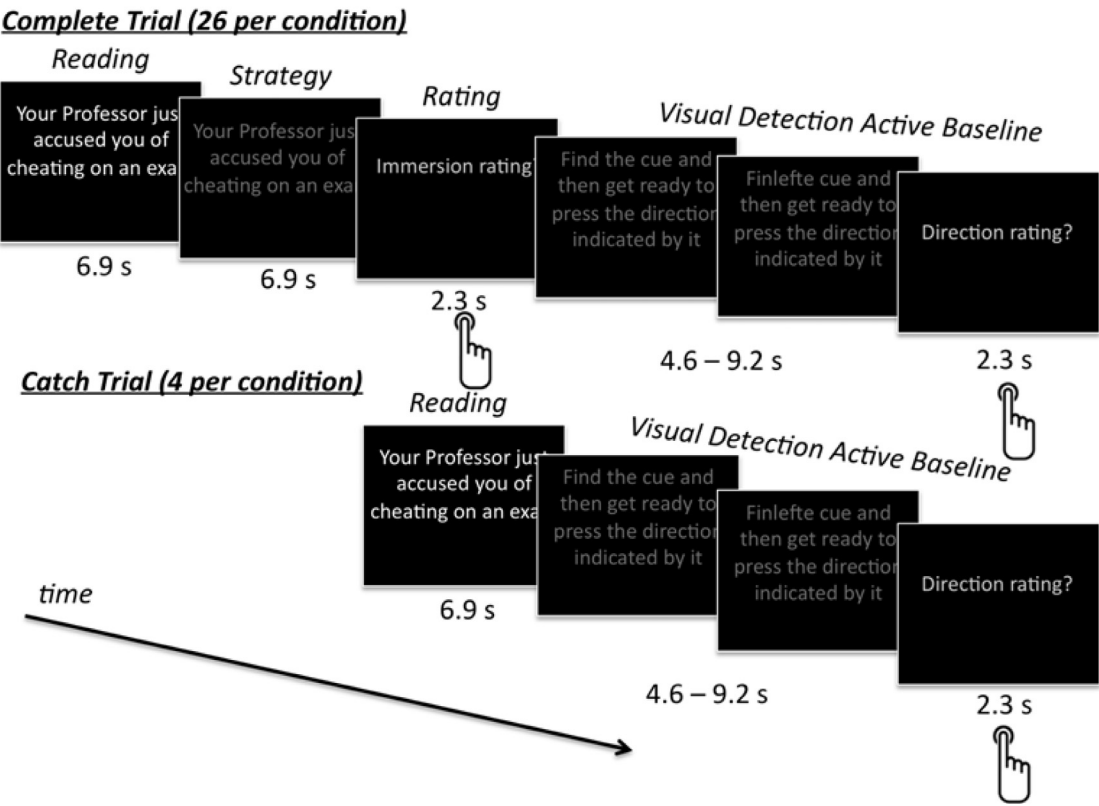 Complete Trial (26 per condition)
Reading
Strategy
Rating
Visual Detection Active Baseline
Your Professor jus
accused you of
cheating on an exa
Your Professor jus
accused you of
cheating on an exa
Immersion rating?
Find the cue and
then get ready to
press the direction
indicated by it
Finlefte cue and
then get ready to
press the direction
indicated by it
Direction rating?
6.9 s
6.9 s
2.3 s
4.6 – 9.2 s
2.3 s
Catch Trial (4 per condition)
Reading
Visual Detection Active Baseline
Your Professor just
accused you of
cheating on an exa
Find the cue and
then get ready to
press the direction
indicated by it
Finlefte cue and
then get ready to
press the direction
indicated by it
Direction rating?
6.9 s
4.6 – 9.2 s
2.3 s
time